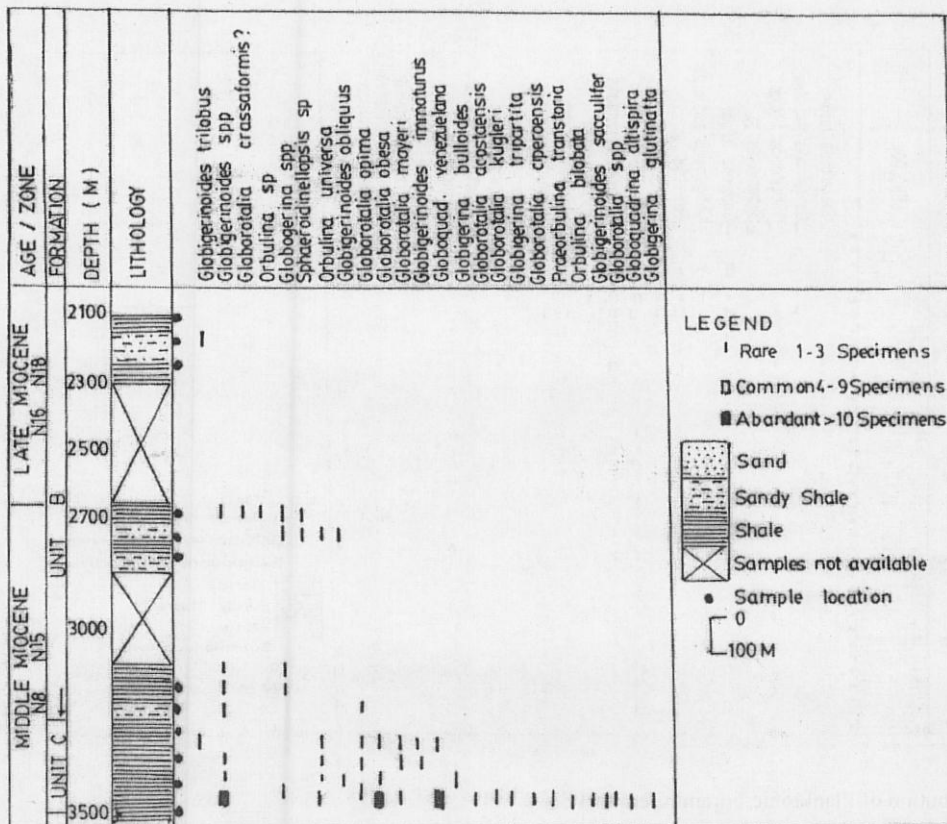 AGE / ZONE
FORMATION
DEPTH (M)
LITHOLOGY
Globigerinoides trilobus
Globigerinoides spp
Globorotalia crassaformis?
Orbulina sp
Globogerina spp
Sphaeroidinellopsis sp
Orbulina universa
Globigerinoides obliquus
Globorotalia opima
Globorotalia obesa
Globorotalia mayeri
Globigerinoides immaturus
Globoquad. venezuelana
Globigerina bulloides
Globorotalia acostaensis
Globorotalia kugleri
Globigerina tripartita
Globorotalia ciperoensis
Praeorbulina transtoria
Orbulina bilobata
Globigerinoides sacculifer
Globorotalia spp
Globoquadrina altispira
Globigerina glutinatta
LATE MIOCENE
N16 N18
MIDDLE MIOCENE
N8 N15
UNIT B
UNIT C
2100
2300
2500
2700
3000
3500
LEGEND
Rare 1-3 Specimens
Common 4-9 Specimens
Abandant >10 Specimens
Sand
Sandy Shale
Shale
Samples not available
Sample location
0
100 M